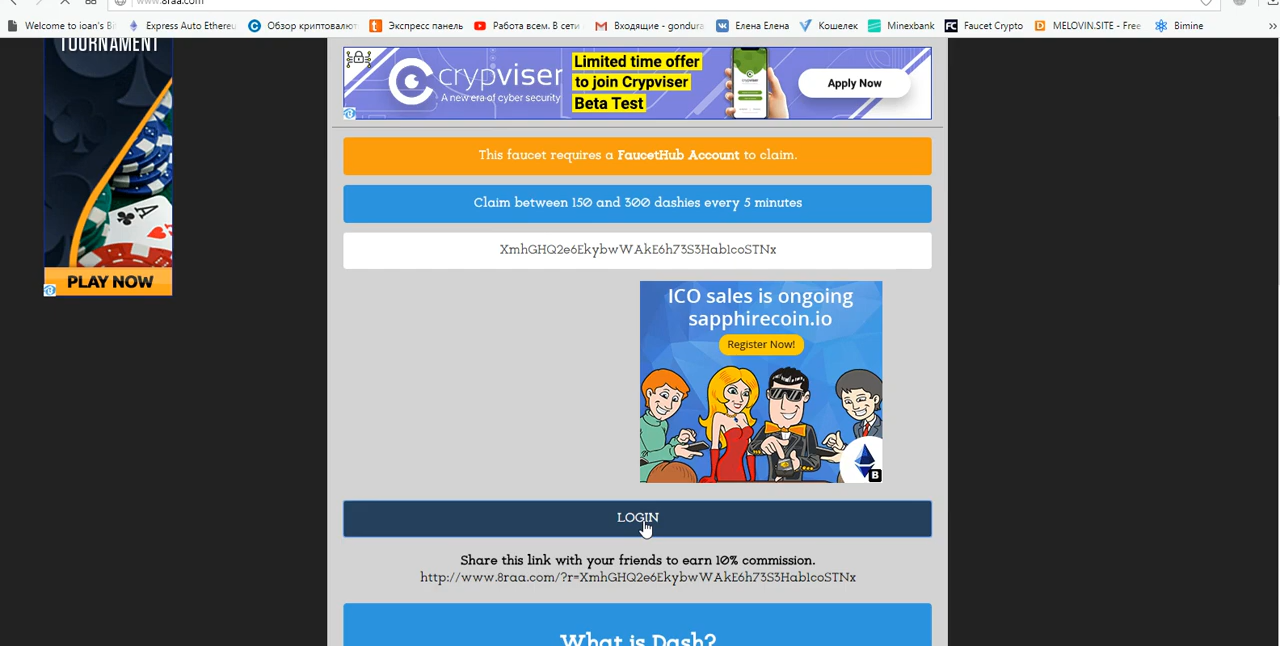 www.8raa.com
Welcome to ioan's Bi
Express Auto Ethereu
Обзор криптовалют
Экспресс панель
Работа всем. В сети
Входящие - gondura
Елена Елена
Кошелек
Minexbank
Faucet Crypto
MELOVIN.SITE - Free
Bimine
»
TOURNAMENT
PLAY NOW
crypviser
A new era of cyber security
Limited time offer
to join Crypviser
Beta Test
Apply Now
This faucet requires a FaucetHub Account to claim.
Claim between 150 and 300 dashies every 5 minutes
XmhGHQ2e6EkybwWAkE6h73S3HablcoSTNx
ICO sales is ongoing
sapphirecoin.io
Register Now!
B
LOGIN
Share this link with your friends to earn 10% commission.
http://www.8raa.com/?r=XmhGHQ2e6EkybwWAkE6h73S3HablcoSTNx
What is Dash?